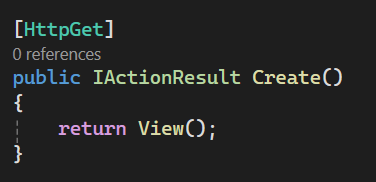 [HttpGet]
0 references
public IActionResult Create()
{
    return View();
}